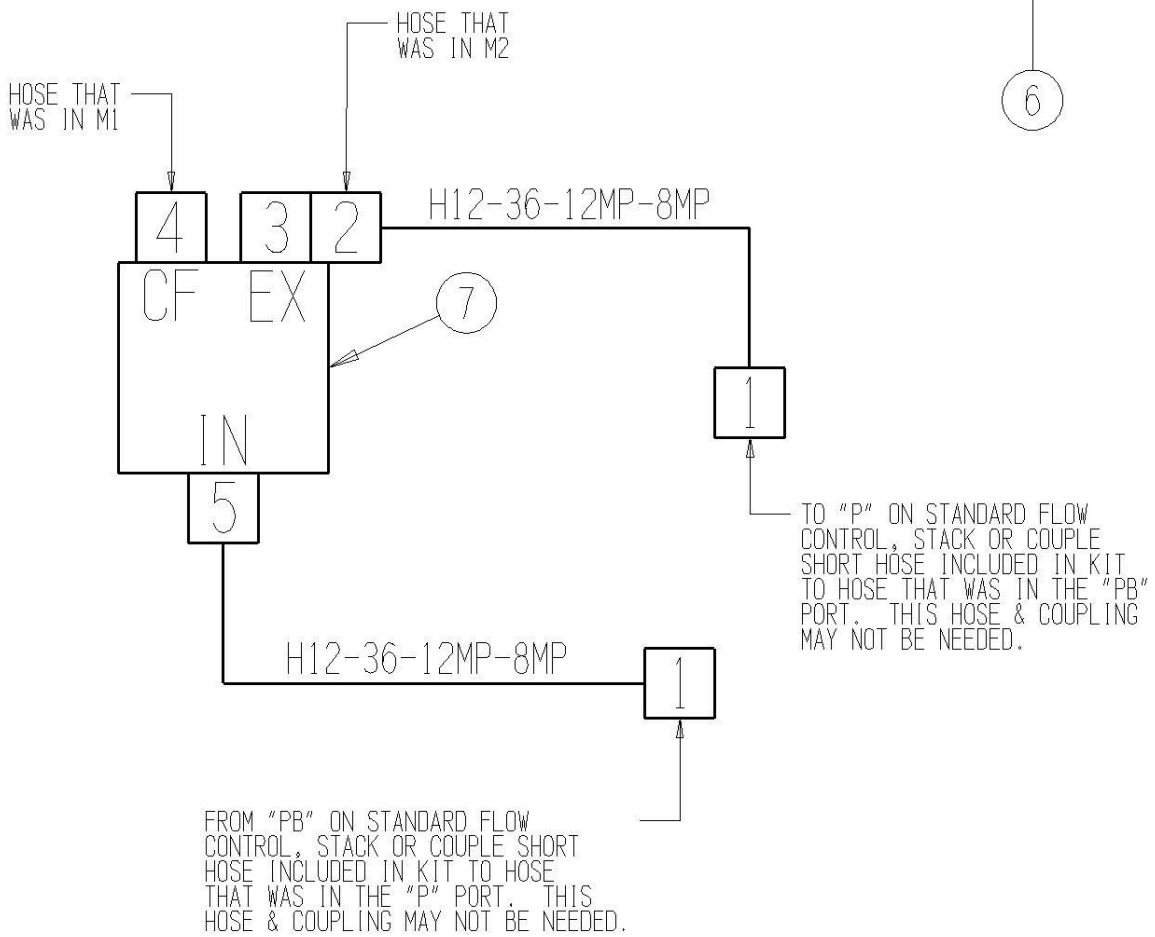 HOSE THAT
WAS IN M2
HOSE THAT
WAS IN M1
6
4
3
2
H12-36-12MP-8MP
CF
EX
7
IN
1
5
TO "P" ON STANDARD FLOW
CONTROL, STACK OR COUPLE
SHORT HOSE INCLUDED IN KIT
TO HOSE THAT WAS IN THE "PB"
PORT. THIS HOSE & COUPLING
MAY NOT BE NEEDED.
H12-36-12MP-8MP
1
FROM "PB" ON STANDARD FLOW
CONTROL, STACK OR COUPLE SHORT
HOSE INCLUDED IN KIT TO HOSE
THAT WAS IN THE "P" PORT. THIS
HOSE & COUPLING MAY NOT BE NEEDED.